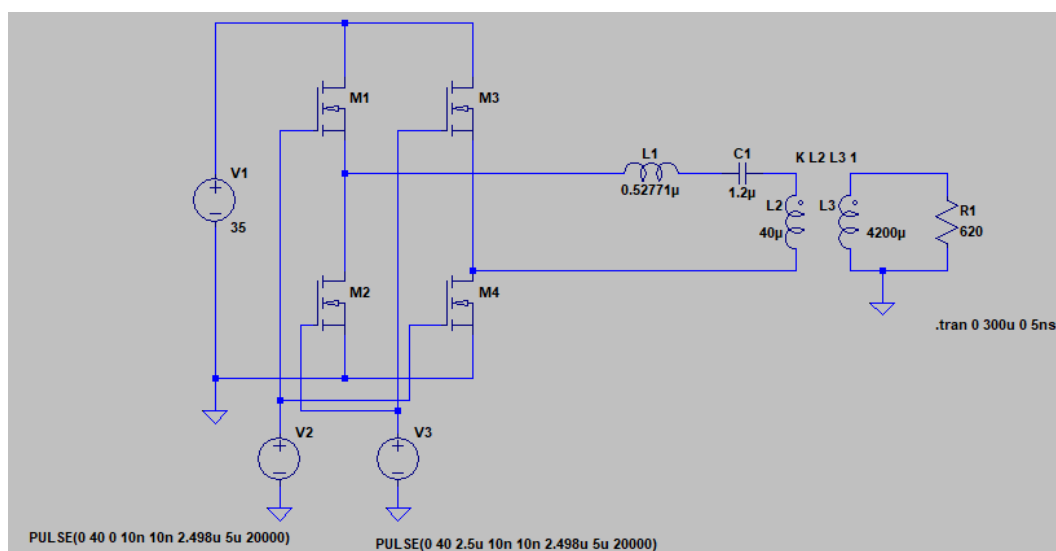 M1
M3
V1
35
L1
0.52771µ
C1
1.2µ
K L2 L3 1
L2
40µ
L3
4200µ
R1
620
M2
M4
.tran 0 300u 0 5ns
V2
V3
PULSE(0 40 0 10n 10n 2.498u 5u 20000)
PULSE(0 40 2.5u 10n 10n 2.498u 5u 20000)